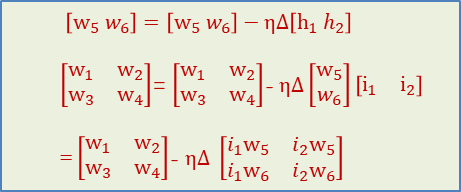 [w₅ w₆] = [w₅ w₆] − ηΔ[h₁ h₂]
[w₁ w₂
w₃ w₄] = [w₁ w₂
w₃ w₄] - ηΔ [w₅
w₆] [i₁ i₂]
= [w₁ w₂
w₃ w₄] - ηΔ [i₁w₅ i₂w₅
i₁w₆ i₂w₆]